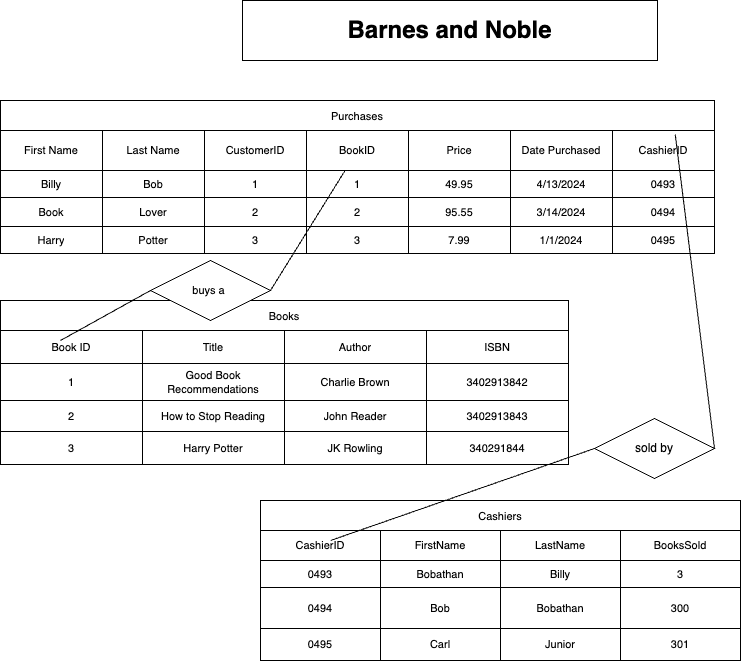 Barnes and Noble
Purchases
First Name Last Name CustomerID BookID Price Date Purchased CashierID
Billy Bob 1 1 49.95 4/13/2024 0493
Book Lover 2 2 95.55 3/14/2024 0494
Harry Potter 3 3 7.99 1/1/2024 0495
buys a
Books
Book ID Title Author ISBN
1 Good Book Recommendations Charlie Brown 3402913842
2 How to Stop Reading John Reader 3402913843
3 Harry Potter JK Rowling 340291844
sold by
Cashiers
CashierID FirstName LastName BooksSold
0493 Bobathan Billy 3
0494 Bob Bobathan 300
0495 Carl Junior 301